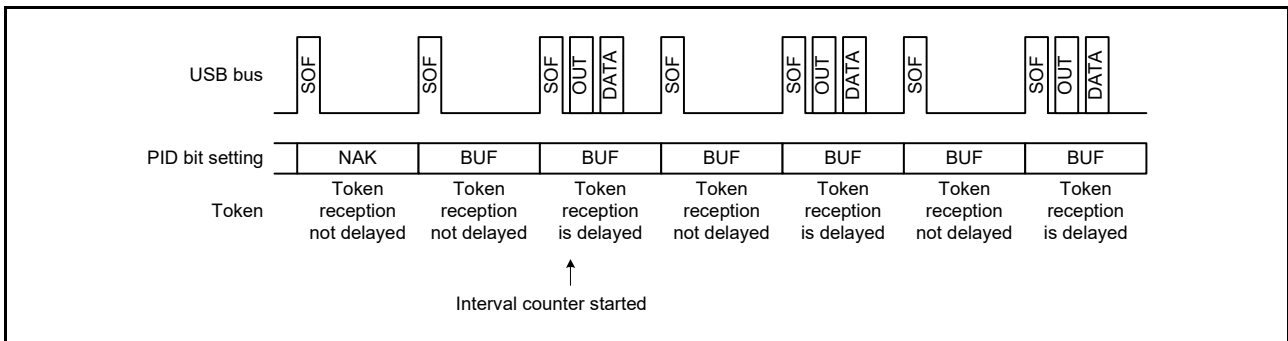 USB bus
SOF SOF SOF OUT DATA SOF SOF OUT DATA SOF SOF OUT DATA
PID bit setting NAK BUF BUF BUF BUF BUF BUF
Token
Token reception not delayed
Token reception not delayed
Token reception is delayed
Token reception not delayed
Token reception is delayed
Token reception not delayed
Token reception is delayed
Interval counter started